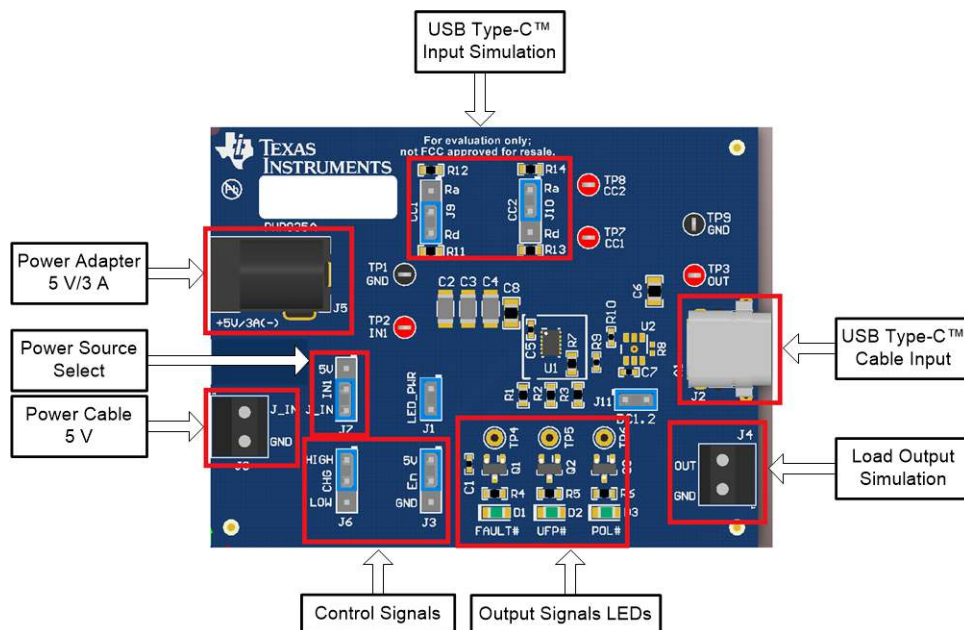 USB Type-C™
Input Simulation
TEXAS
INSTRUMENTS
For evaluation only;
not FCC approved for resale.
Pb
R12
R14
Ra
Ra
CC1
J9
CC2
J10
Rd
Rd
R11
R13
TP8
CC2
TP7
CC1
TP9
GND
Power Adapter
5 V/3 A
J5
+5V/3A(-)
TP1
GND
TP2
IN1
C2 C3 C4
C8
C6
TP3
OUT
Power Source
Select
5V
IN1
J_IN
J7
LED_PWR
J1
C5
U1
R7
R9
R10
U2
R8
C7
R1
R2
R3
J11
J2
USB Type-C™
Cable Input
Power Cable
5 V
J_IN
GND
HIGH
CHG
LOW
J6
5V
En
GND
J3
TP4
TP5
C1
Q1
Q2
R4
R5
R6
D1
D2
D3
FAULT#
UFP#
POL#
J4
OUT
GND
Load Output
Simulation
Control Signals
Output Signals LEDs